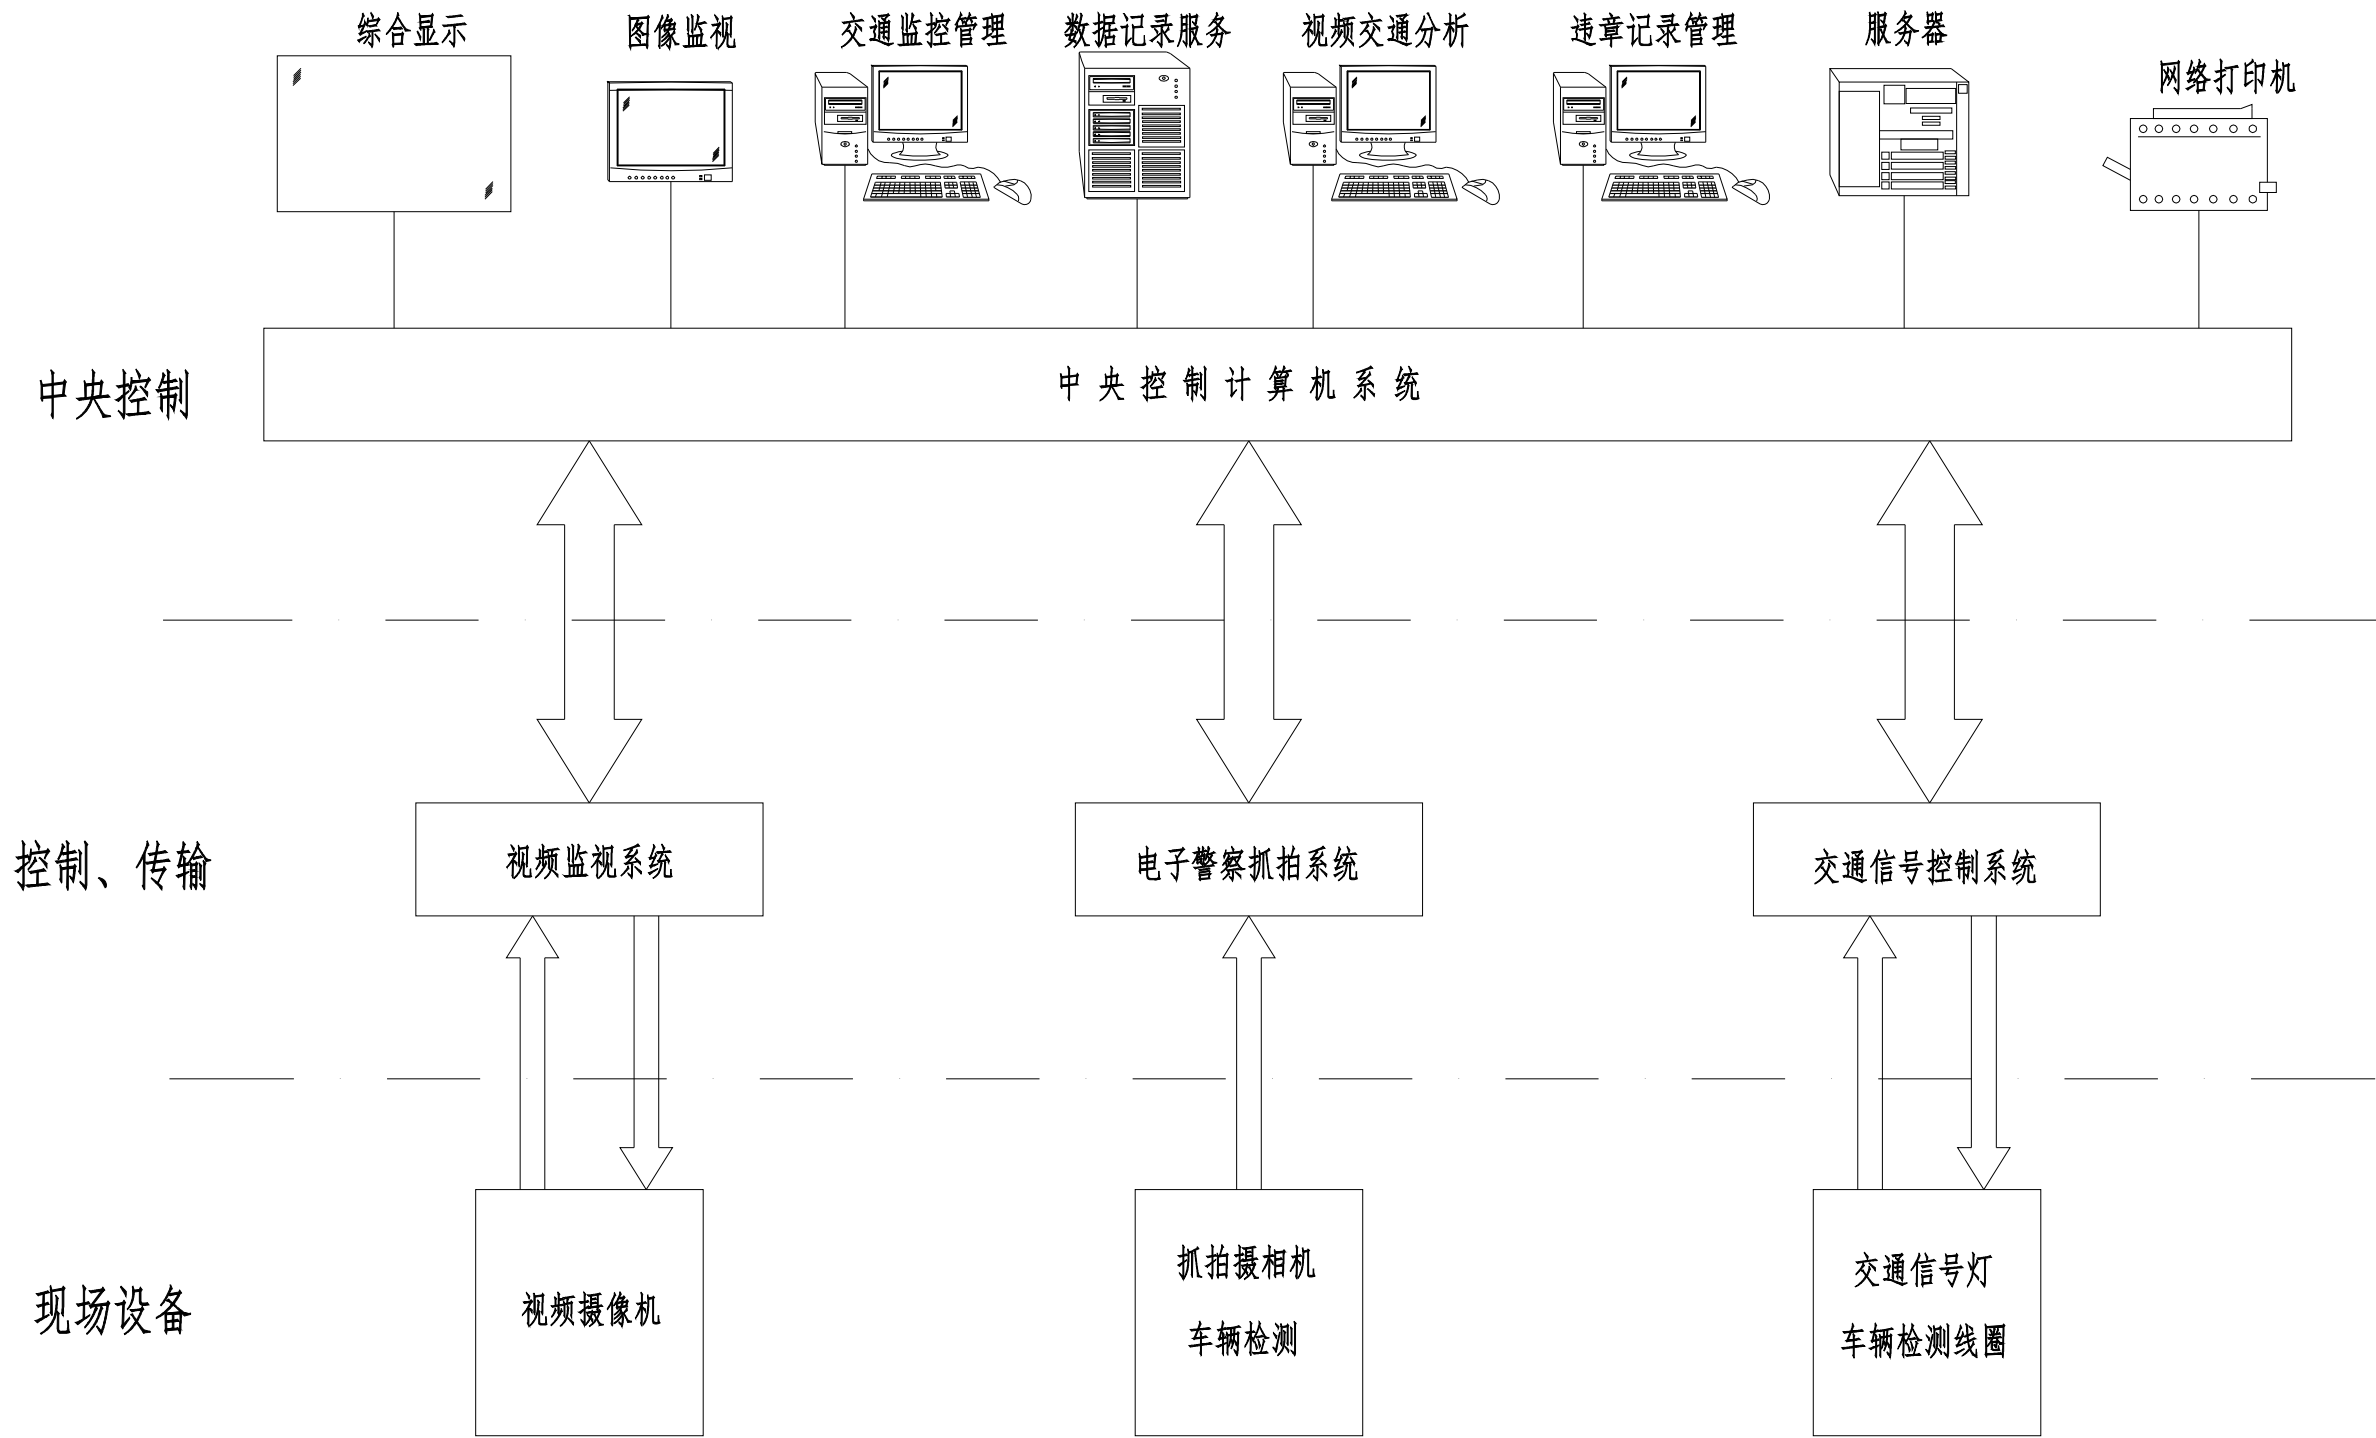 综合显示
图像监视
交通监控管理
数据记录服务
视频交通分析
违章记录管理
服务器
网络打印机
中央控制
中央控制计算机系统
控制、传输
视频监视系统
电子警察抓拍系统
交通信号控制系统
现场设备
视频摄像机
抓拍摄相机
车辆检测
交通信号灯
车辆检测线圈